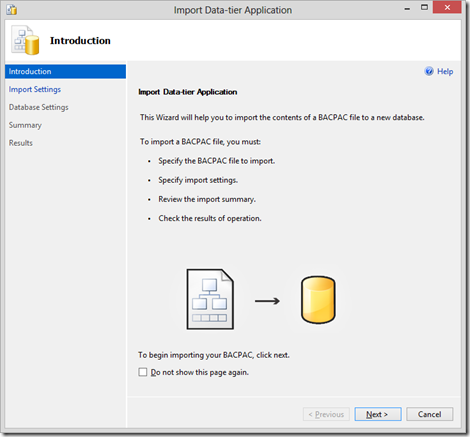 Import Data-tier Application
Introduction
Introduction
Import Settings
Database Settings
Summary
Results
Help
Import Data-tier Application
This Wizard will help you to import the contents of a BACPAC file to a new database.
To import a BACPAC file, you must:
• Specify the BACPAC file to import.
• Specify import settings.
• Review the import summary.
• Check the results of operation.
To begin importing your BACPAC, click next.
Do not show this page again.
< Previous
Next >
Cancel